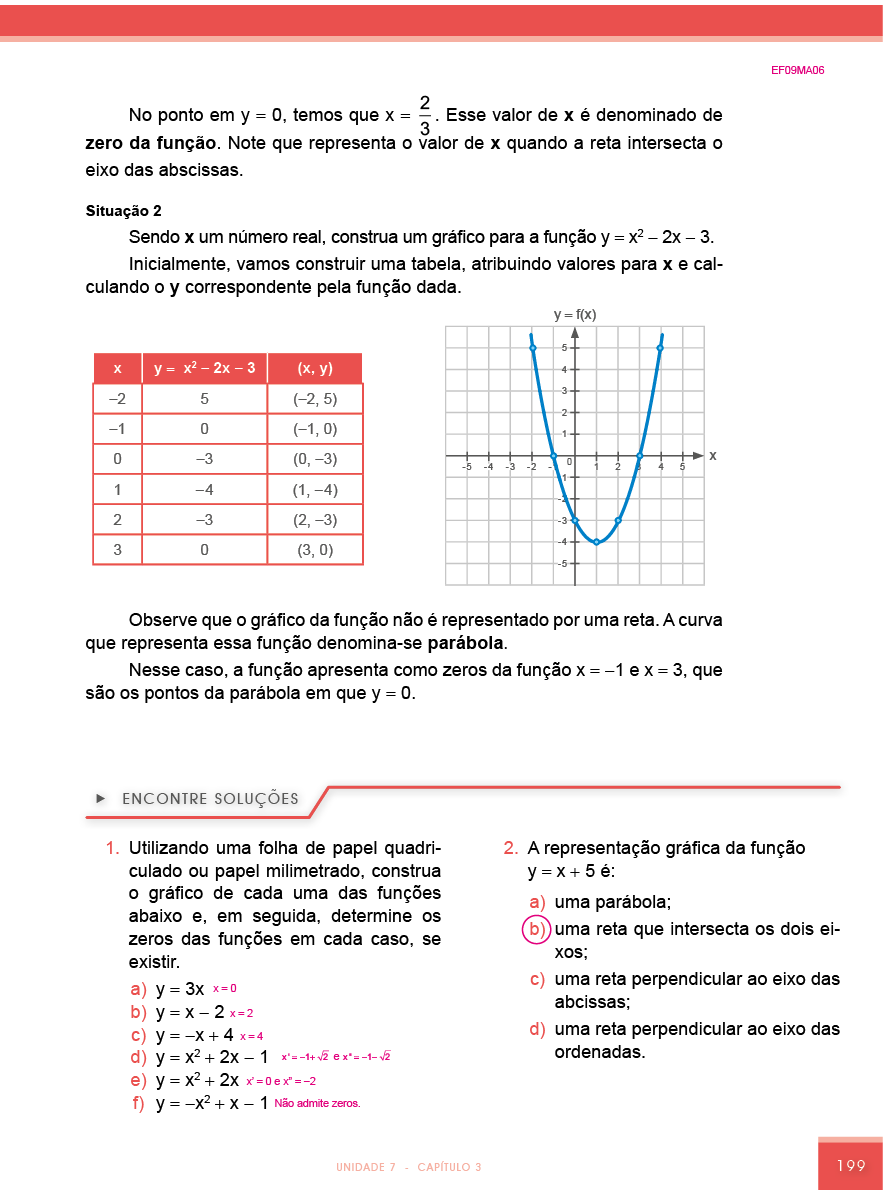 EF09MA06
No ponto em y = 0, temos que x = 2/3. Esse valor de x é denominado de
zero da função. Note que representa o valor de x quando a reta intersecta o
eixo das abscissas.
Situação 2
Sendo x um número real, construa um gráfico para a função y = x² – 2x – 3.
Inicialmente, vamos construir uma tabela, atribuindo valores para x e cal-
culando o y correspondente pela função dada.
x y = x² – 2x – 3 (x, y)
–2 5 (–2, 5)
–1 0 (–1, 0)
0 –3 (0, –3)
1 –4 (1, –4)
2 –3 (2, –3)
3 0 (3, 0)
y = f(x)
5
4
3
2
1
x
-5 -4 -3 -2 -1 0 1 2 3 4 5
-1
-2
-3
-4
-5
Observe que o gráfico da função não é representado por uma reta. A curva
que representa essa função denomina-se parábola.
Nesse caso, a função apresenta como zeros da função x = –1 e x = 3, que
são os pontos da parábola em que y = 0.
ENCONTRE SOLUÇÕES
1. Utilizando uma folha de papel quadri-
culado ou papel milimetrado, construa
o gráfico de cada uma das funções
abaixo e, em seguida, determine os
zeros das funções em cada caso, se
existir.
a) y = 3x x = 0
b) y = x – 2 x = 2
c) y = –x + 4 x = 4
d) y = x² + 2x – 1 x' = –1+ √2 e x" = –1– √2
e) y = x² + 2x x' = 0 e x" = –2
f) y = –x² + x – 1 Não admite zeros.
2. A representação gráfica da função
y = x + 5 é:
a) uma parábola;
b) uma reta que intersecta os dois ei-
xos;
c) uma reta perpendicular ao eixo das
abcissas;
d) uma reta perpendicular ao eixo das
ordenadas.
UNIDADE 7 - CAPÍTULO 3
199